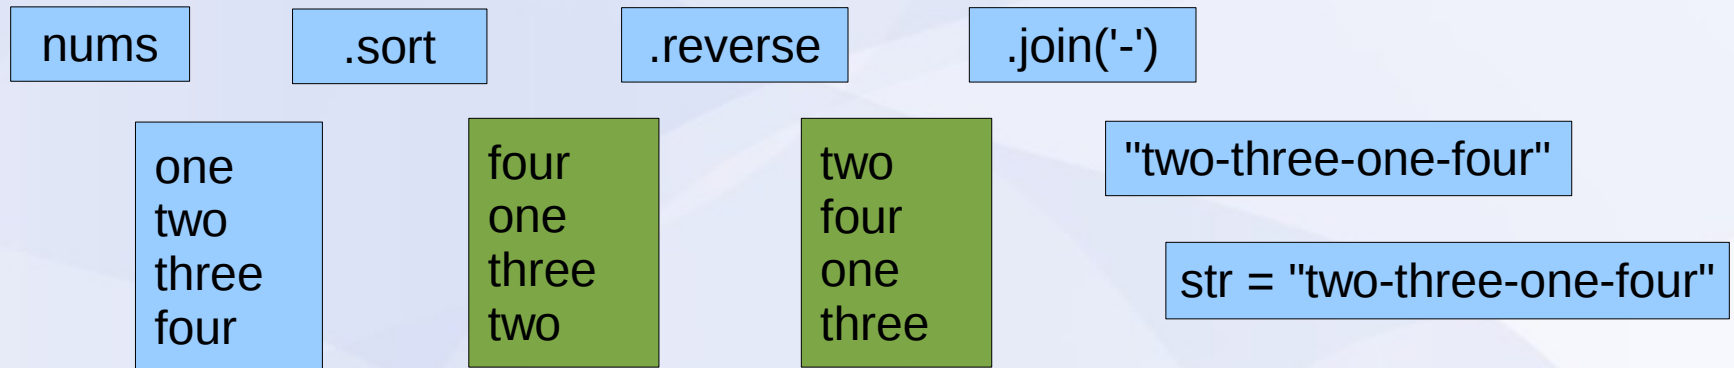 nums
.sort
.reverse
.join('-')
one
two
three
four
four
one
three
two
two
four
one
three
"two-three-one-four"
str = "two-three-one-four"